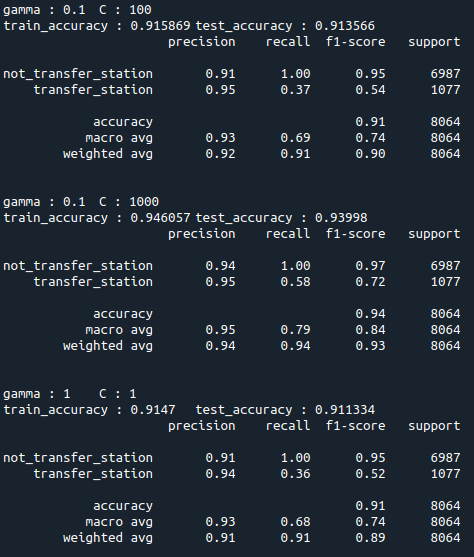 gamma : 0.1 C : 100
train_accuracy : 0.915869 test_accuracy : 0.913566
precision recall f1-score support
not_transfer_station 0.91 1.00 0.95 6987
transfer_station 0.95 0.37 0.54 1077
accuracy 0.91 8064
macro avg 0.93 0.69 0.74 8064
weighted avg 0.92 0.91 0.90 8064
gamma : 0.1 C : 1000
train_accuracy : 0.946057 test_accuracy : 0.93998
precision recall f1-score support
not_transfer_station 0.94 1.00 0.97 6987
transfer_station 0.95 0.58 0.72 1077
accuracy 0.94 8064
macro avg 0.95 0.79 0.84 8064
weighted avg 0.94 0.94 0.93 8064
gamma : 1 C : 1
train_accuracy : 0.9147 test_accuracy : 0.911334
precision recall f1-score support
not_transfer_station 0.91 1.00 0.95 6987
transfer_station 0.94 0.36 0.52 1077
accuracy 0.91 8064
macro avg 0.93 0.68 0.74 8064
weighted avg 0.91 0.91 0.89 8064